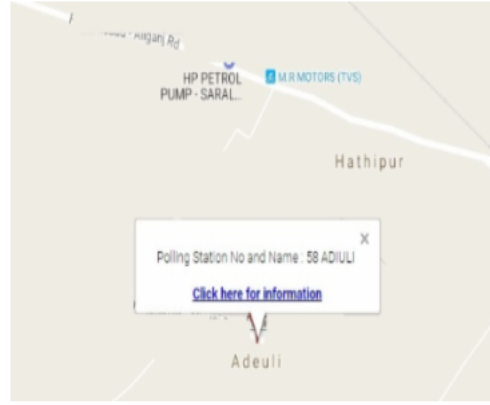 Aliganj Rd
HP PETROL
PUMP - SARAL...
M.R MOTORS (TVS)
Hathipur
x
Polling Station No and Name : 58 ADIULI
Click here for information
Adeuli